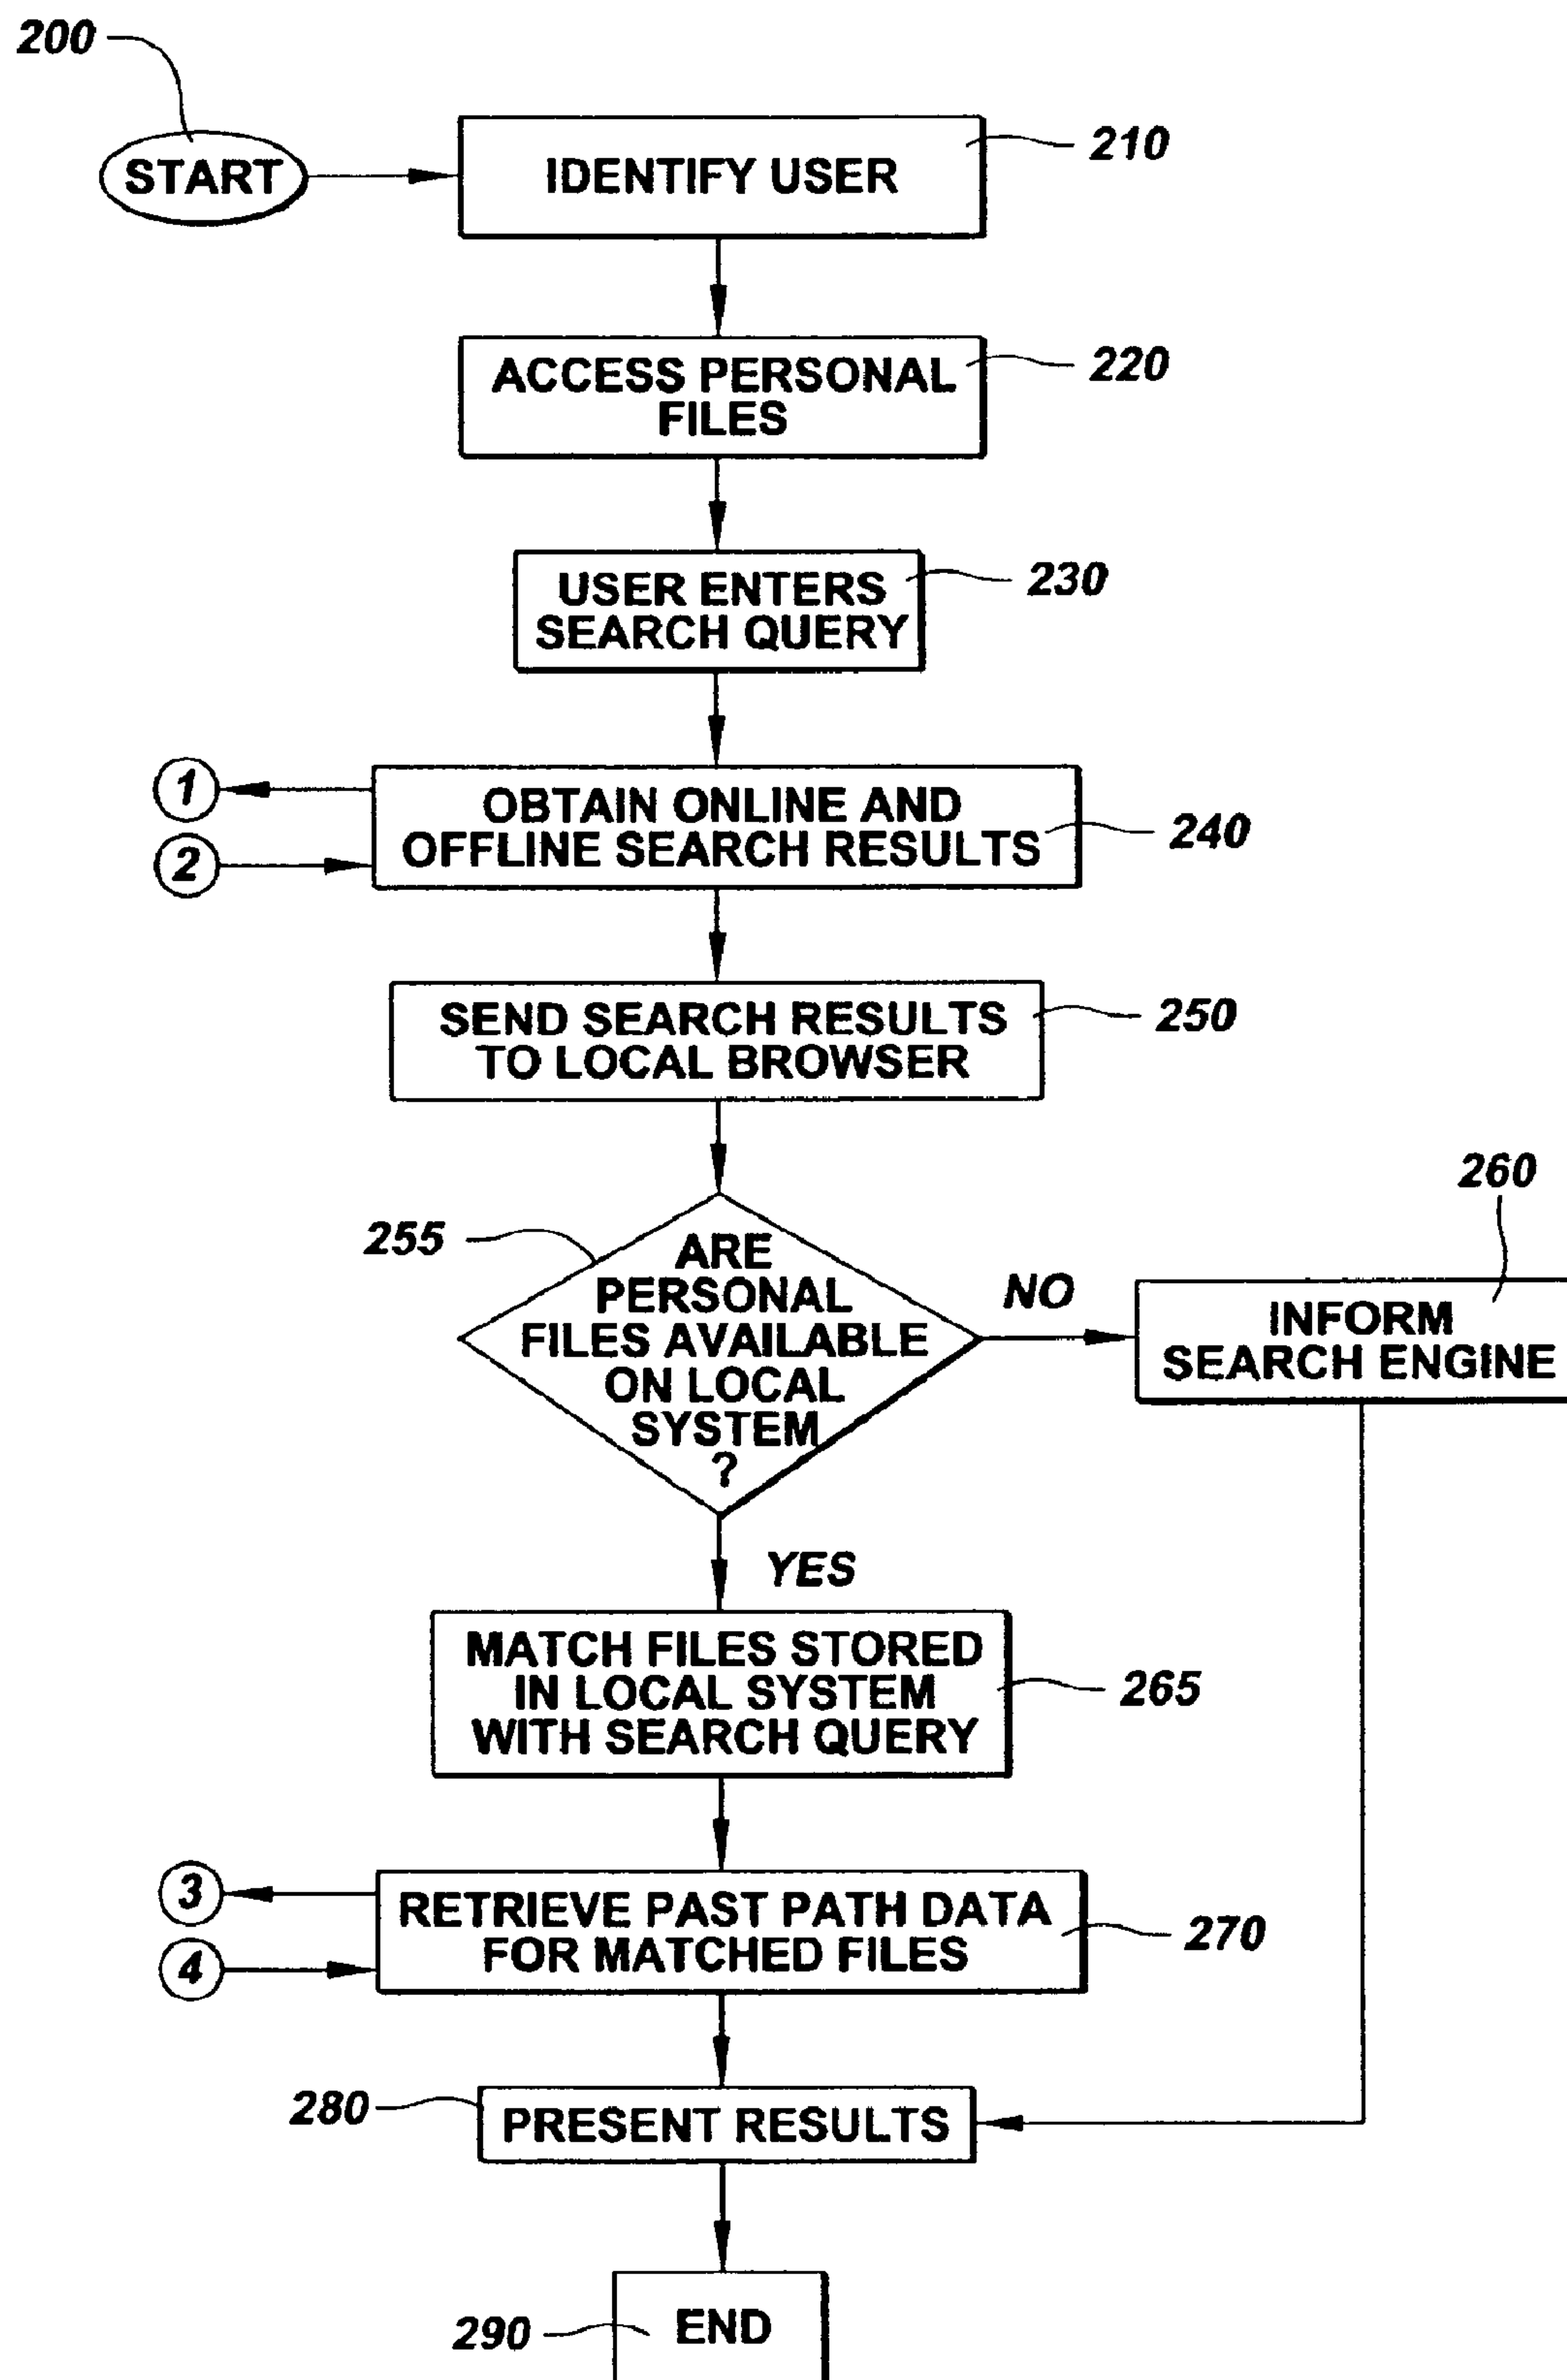 200
START
IDENTIFY USER
210
ACCESS PERSONAL
FILES
220
USER ENTERS
SEARCH QUERY
230
1
2
OBTAIN ONLINE AND
OFFLINE SEARCH RESULTS
240
SEND SEARCH RESULTS
TO LOCAL BROWSER
250
255
ARE
PERSONAL
FILES AVAILABLE
ON LOCAL
SYSTEM
?
NO
260
INFORM
SEARCH ENGINE
YES
MATCH FILES STORED
IN LOCAL SYSTEM
WITH SEARCH QUERY
265
3
4
RETRIEVE PAST PATH DATA
FOR MATCHED FILES
270
280
PRESENT RESULTS
290
END